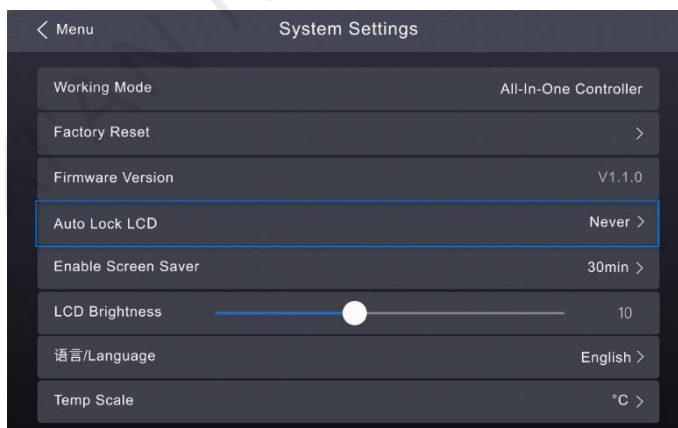 < Menu
System Settings
Working Mode
All-In-One Controller
Factory Reset
>
Firmware Version
V1.1.0
Auto Lock LCD
Never >
Enable Screen Saver
30min >
LCD Brightness
10
语言/Language
English >
Temp Scale
°C >